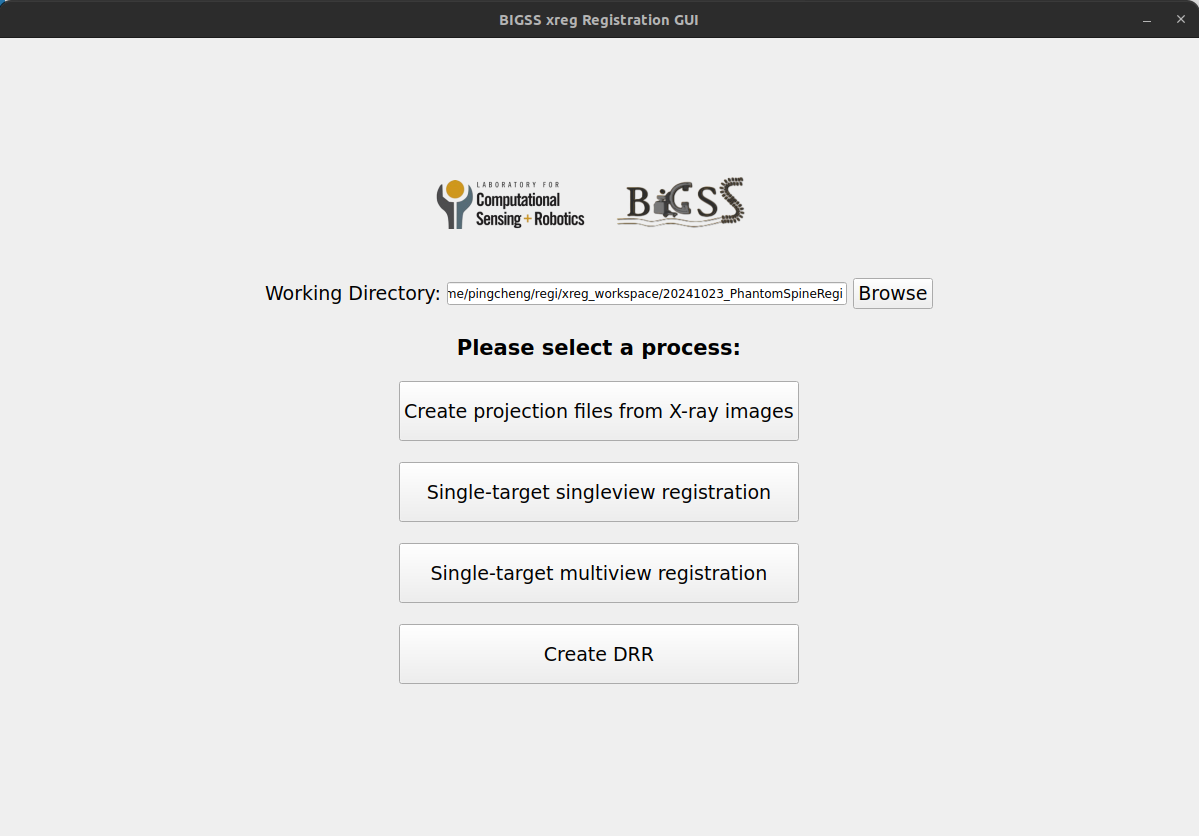 BIGSS xreg Registration GUI
LABORATORY FOR
Computational
Sensing + Robotics
BiGSS
Working Directory: me/pingcheng/regi/xreg_workspace/20241023_PhantomSpineRegi Browse
Please select a process:
Create projection files from X-ray images
Single-target singleview registration
Single-target multiview registration
Create DRR